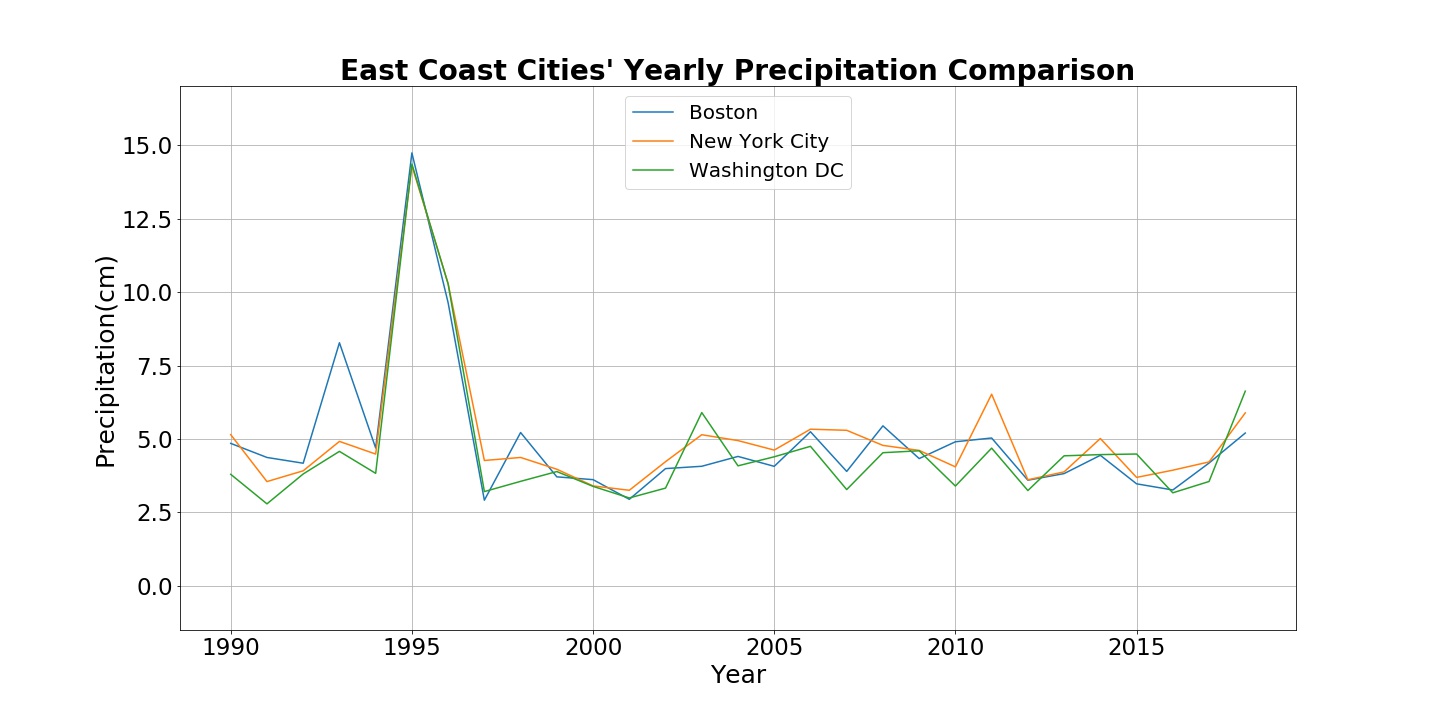 East Coast Cities' Yearly Precipitation Comparison
Boston
New York City
Washington DC
15.0
12.5
10.0
7.5
5.0
2.5
0.0
Precipitation(cm)
1990 1995 2000 2005 2010 2015
Year